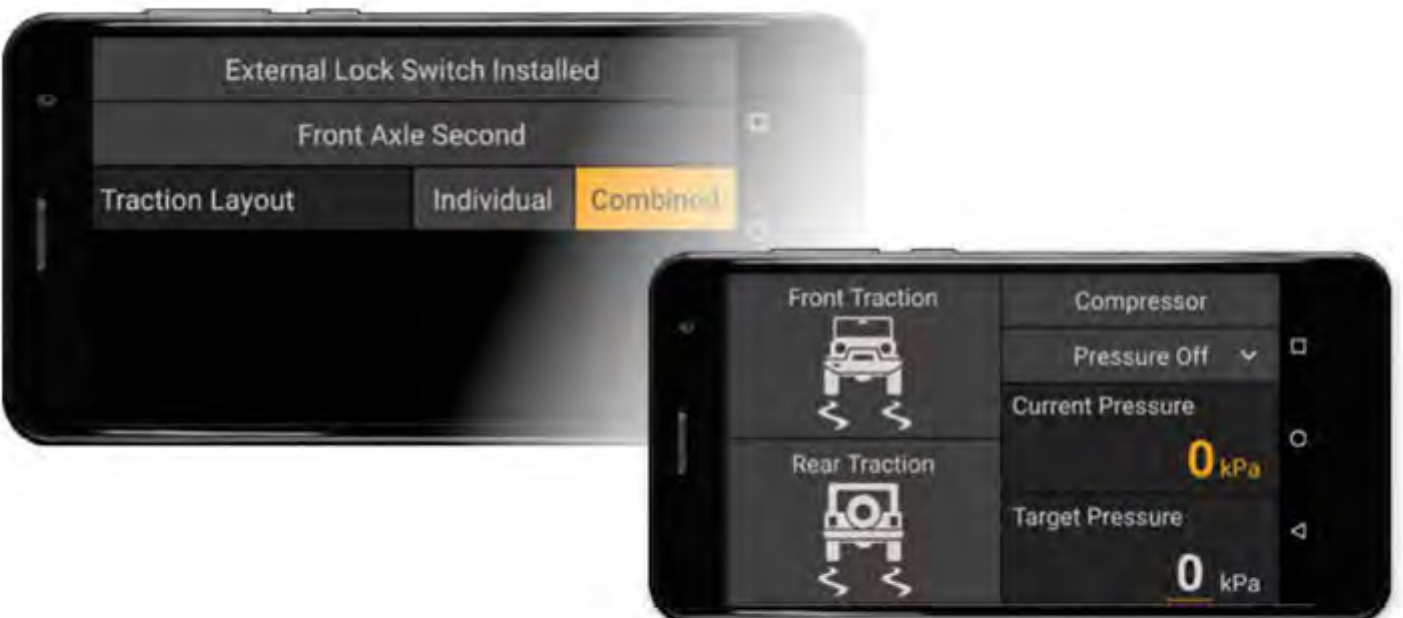 External Lock Switch Installed
Front Axle Second
Traction Layout Individual Combined
Front Traction
Rear Traction
Compressor
Pressure Off
Current Pressure
0 kPa
Target Pressure
0 kPa